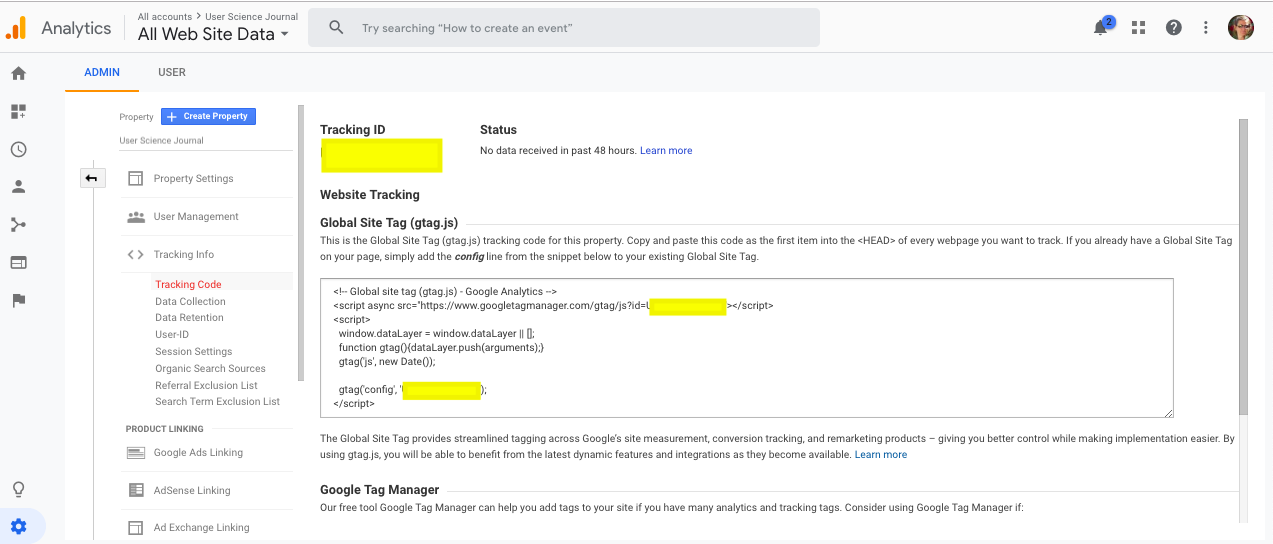 Analytics
All accounts > User Science Journal
All Web Site Data
Try searching “How to create an event”
2
ADMIN
USER
Property
+ Create Property
User Science Journal
Property Settings
User Management
Tracking Info
Tracking Code
Data Collection
Data Retention
User-ID
Session Settings
Organic Search Sources
Referral Exclusion List
Search Term Exclusion List
PRODUCT LINKING
Google Ads Linking
AdSense Linking
Ad Exchange Linking
Tracking ID
Status
No data received in past 48 hours. Learn more
Website Tracking
Global Site Tag (gtag.js)
This is the Global Site Tag (gtag.js) tracking code for this property. Copy and paste this code as the first item into the <HEAD> of every webpage you want to track. If you already have a Global Site Tag
on your page, simply add the config line from the snippet below to your existing Global Site Tag.
<!-- Global site tag (gtag.js) - Google Analytics -->
<script async src="https://www.googletagmanager.com/gtag/js?id=U></script>
<script>
window.dataLayer = window.dataLayer || [];
function gtag(){dataLayer.push(arguments);}
gtag('js', new Date());
gtag('config', ');
</script>
The Global Site Tag provides streamlined tagging across Google’s site measurement, conversion tracking, and remarketing products – giving you better control while making implementation easier. By
using gtag.js, you will be able to benefit from the latest dynamic features and integrations as they become available. Learn more
Google Tag Manager
Our free tool Google Tag Manager can help you add tags to your site if you have many analytics and tracking tags. Consider using Google Tag Manager if: